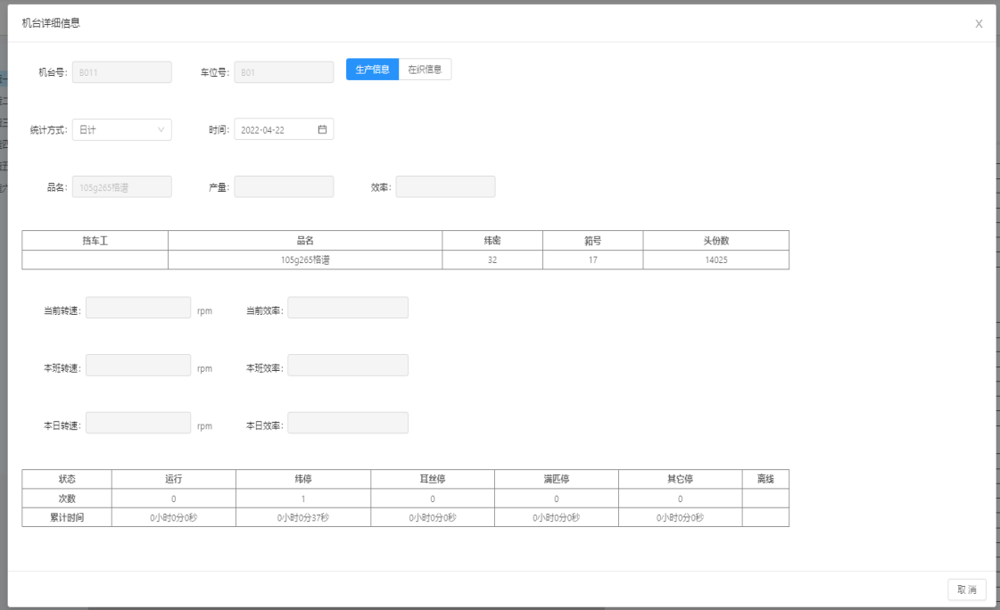 机台详细信息 X
机台号: B011 车位号: B01 生产信息 在织信息
统计方式: 日计 时间: 2022-04-22
品名: 105g265格谱 产量: 效率:
挡车工 品名 纬密 箱号 头份数
105g265格谱 32 17 14025
当前转速: rpm 当前效率:
本班转速: rpm 本班效率:
本日转速: rpm 本日效率:
状态 运行 纬停 耳丝停 满匹停 其它停 离线
次数 0 1 0 0 0
累计时间 0小时0分0秒 0小时0分37秒 0小时0分0秒 0小时0分0秒 0小时0分0秒
取 消